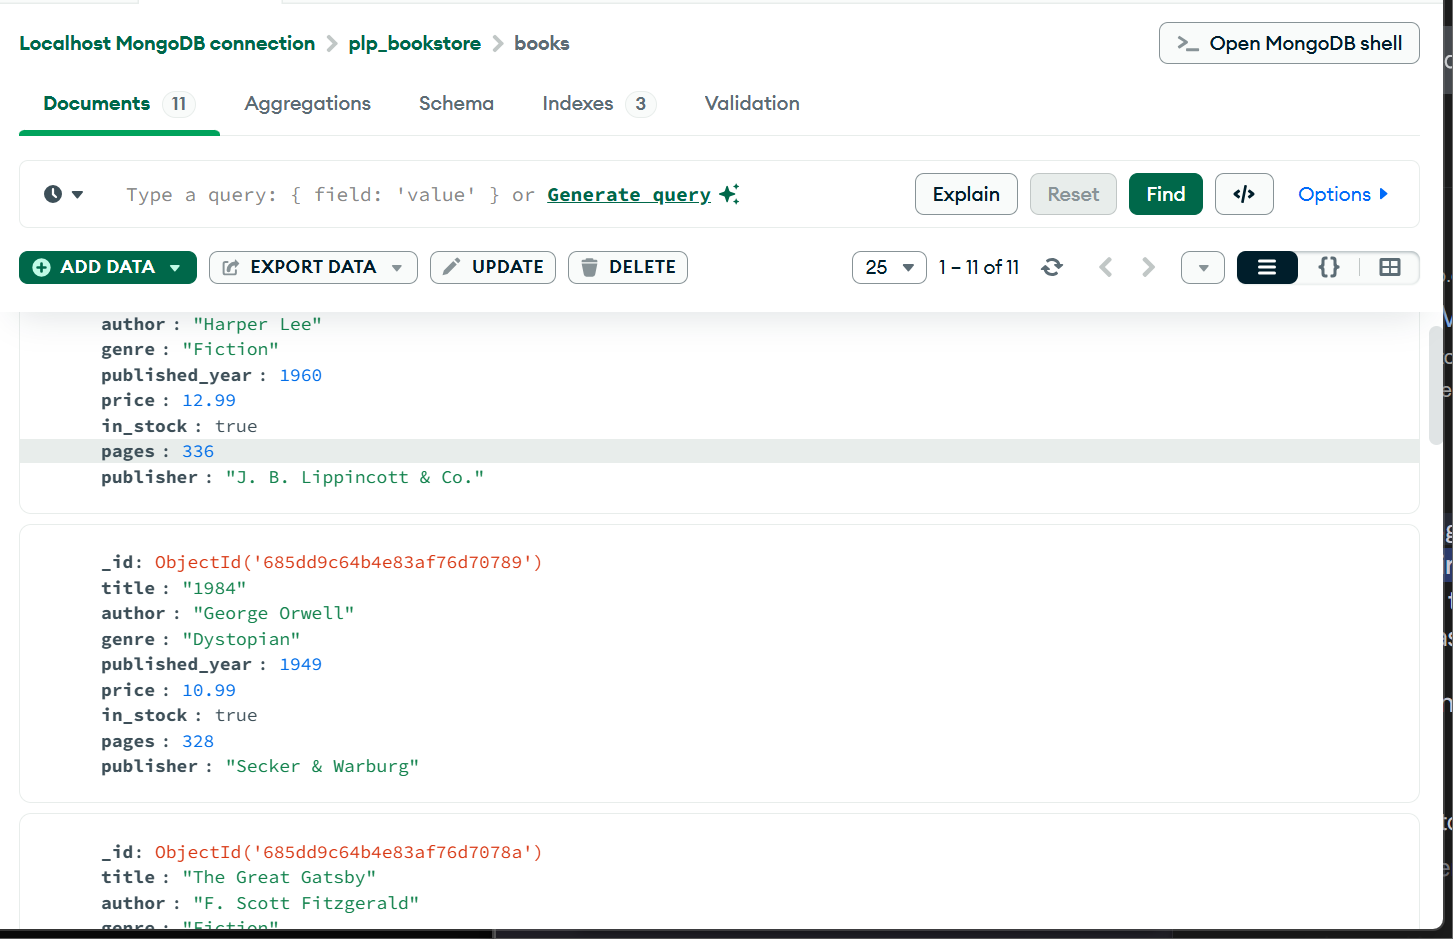 Localhost MongoDB connection > plp_bookstore > books
>_ Open MongoDB shell
Documents 11 Aggregations Schema Indexes 3 Validation
Type a query: { field: 'value' } or Generate query
Explain Reset Find </> Options
ADD DATA EXPORT DATA UPDATE DELETE 25 1 – 11 of 11 {}
author : "Harper Lee"
genre : "Fiction"
published_year : 1960
price : 12.99
in_stock : true
pages : 336
publisher : "J. B. Lippincott & Co."
_id: ObjectId('685dd9c64b4e83af76d70789')
title : "1984"
author : "George Orwell"
genre : "Dystopian"
published_year : 1949
price : 10.99
in_stock : true
pages : 328
publisher : "Secker & Warburg"
_id: ObjectId('685dd9c64b4e83af76d7078a')
title : "The Great Gatsby"
author : "F. Scott Fitzgerald"
genre : "Fiction"